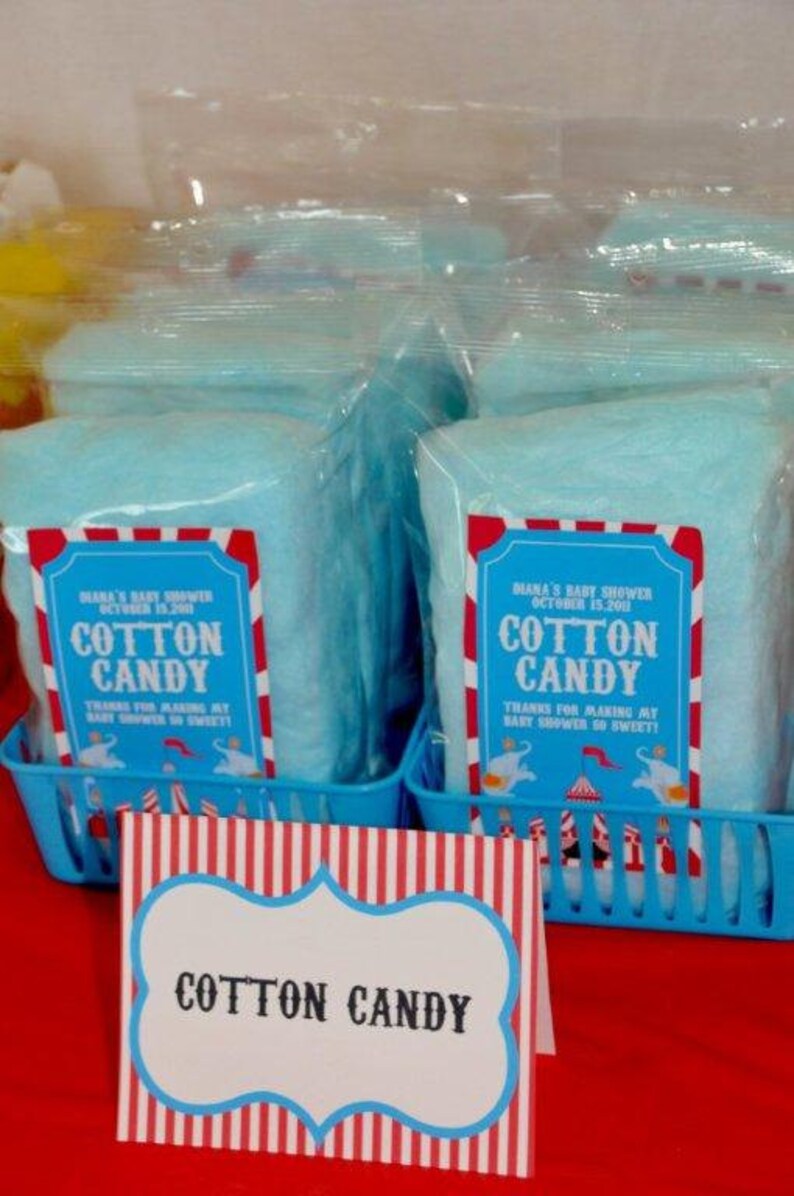 DIANA'S BABY SHOWER
OCTOBER 15.2011
COTTON
CANDY
THANKS FOR MAKING MY
BABY SHOWER SO SWEET!
DIANA'S BABY SHOWER
OCTOBER 15.2011
COTTON
CANDY
THANKS FOR MAKING MY
BABY SHOWER SO SWEET!
COTTON CANDY